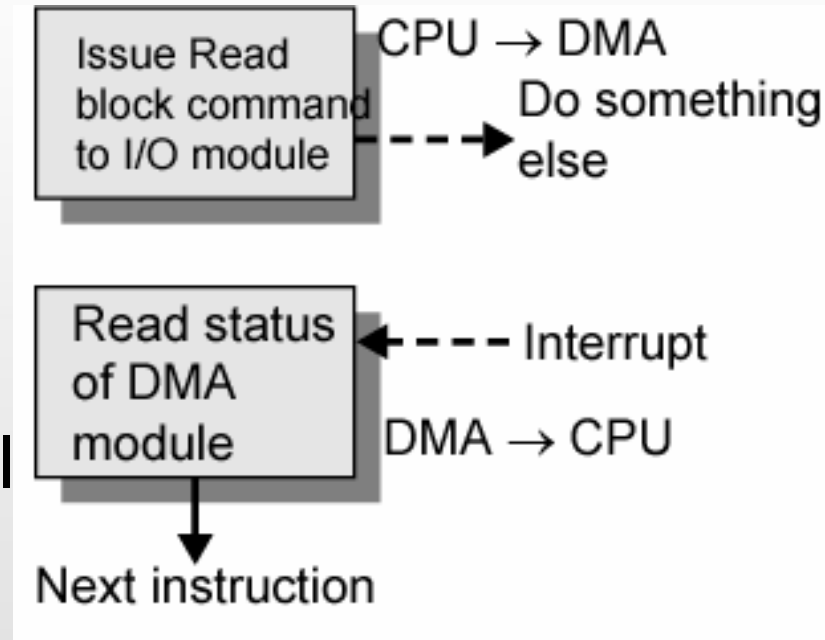 Issue Read
block command
to I/O module
CPU → DMA
Do something
else
Read status
of DMA
module
Interrupt
DMA → CPU
Next instruction